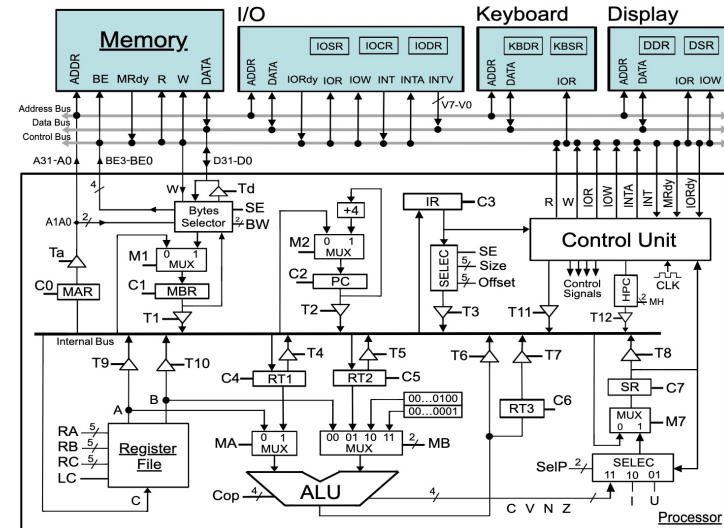 I/O Keyboard Display
Memory IOSR IOCR IODR KBDR KBSR DDR DSR
ADDR BE MRdy R W DATA ADDR DATA IORdy IOR IOW INT INTA INTV ADDR DATA IOR ADDR DATA IOR IOW
V7-V0
Address Bus
Data Bus
Control Bus
A31-A0 BE3-BE0 D31-D0
4 W Td R W IOR IOW INTA INT MRdy IORdy
A1A0 2 Bytes Selector SE 2 BW +4 IR C3
Ta M1 0 1 MUX M2 0 1 MUX SELEC SE 5 Size 5 Offset Control Unit
C0 MAR C1 MBR C2 PC Control Signals HPC 2 MH CLK
T1 T2 T3 T11 T12
Internal Bus
T9 T10 T4 T5 T6 T7 T8
C4 RT1 RT2 C5 RT3 C6 SR C7
A B 00...0100
00...0001
RA 5 MUX 0 1 M7
RB 5 Register File MA 0 1 MUX 00 01 10 11 MUX 2 MB
RC 5
LC SelP 2 SELEC 11 10 01
C Cop 4 ALU 4 C V N Z I U
Processor